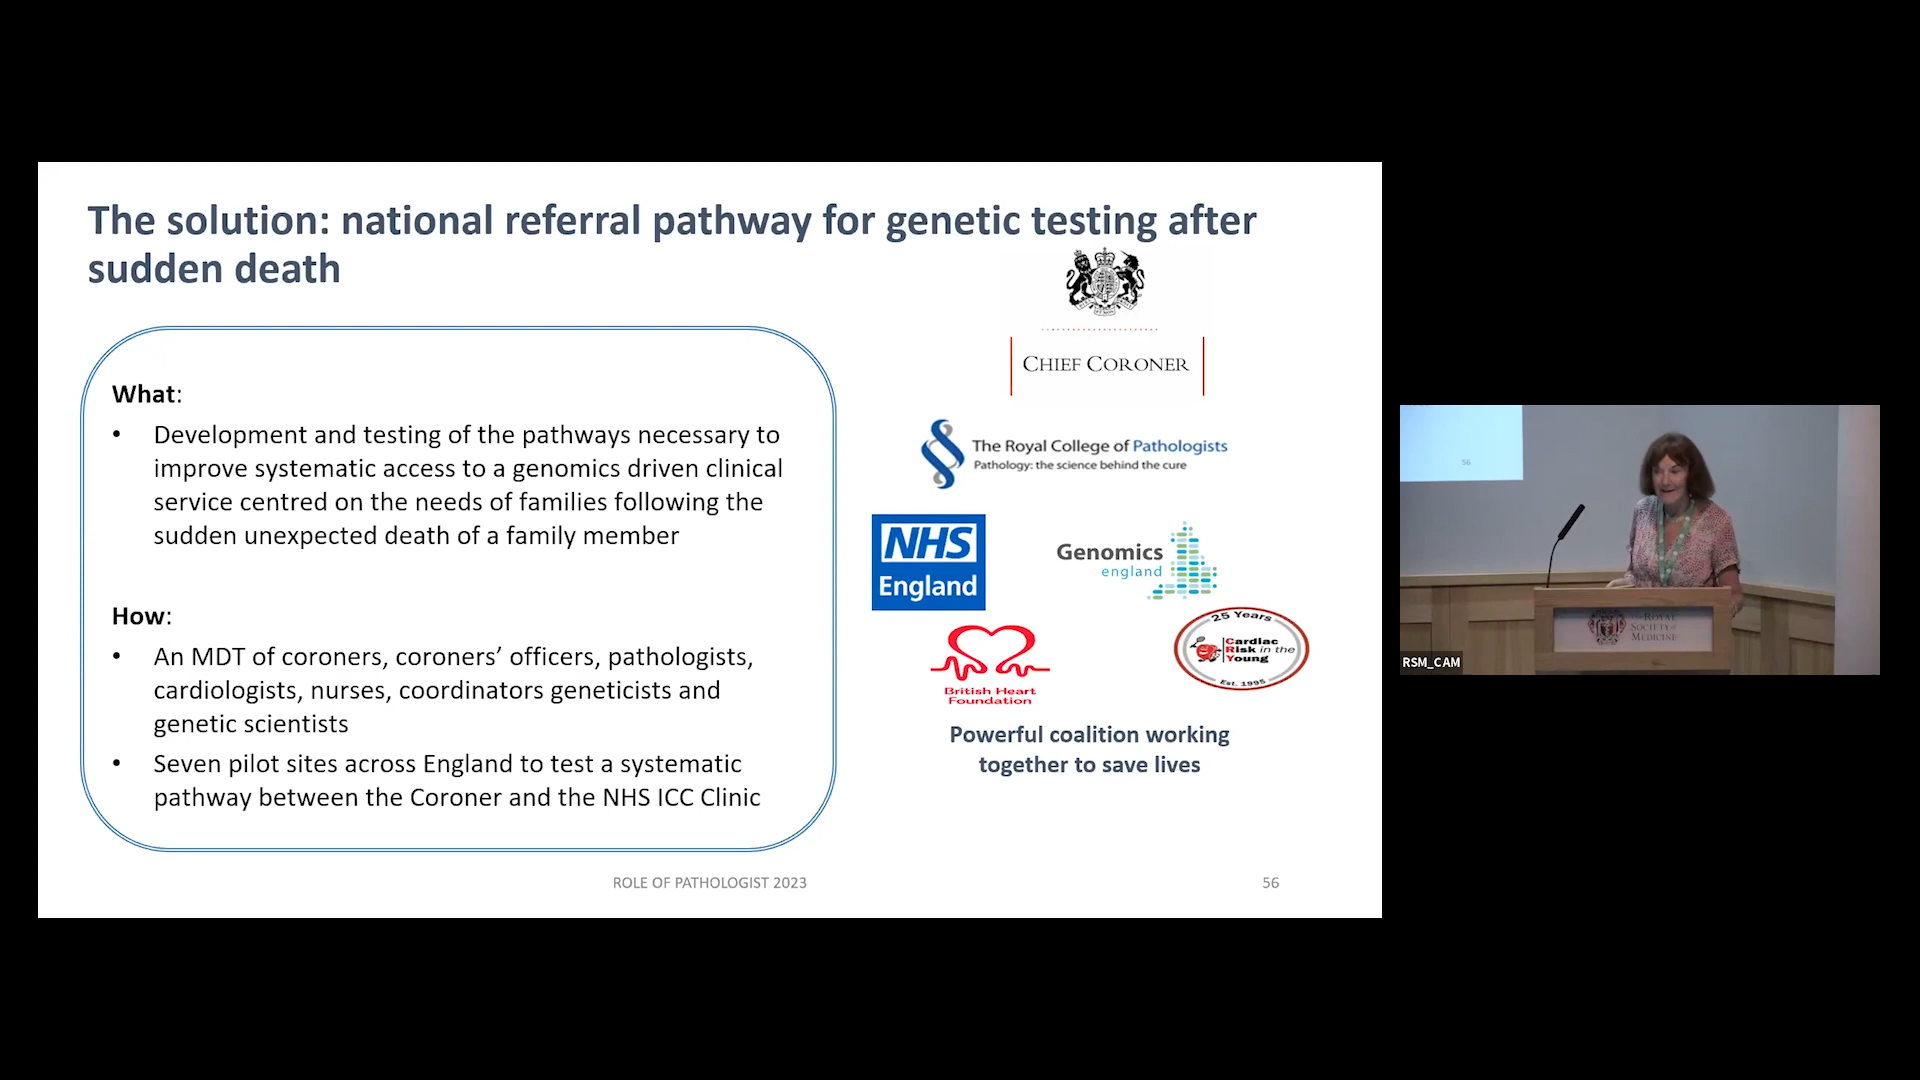 The solution: national referral pathway for genetic testing after
sudden death
What:
• Development and testing of the pathways necessary to
improve systematic access to a genomics driven clinical
service centred on the needs of families following the
sudden unexpected death of a family member
How:
• An MDT of coroners, coroners’ officers, pathologists,
cardiologists, nurses, coordinators geneticists and
genetic scientists
• Seven pilot sites across England to test a systematic
pathway between the Coroner and the NHS ICC Clinic
CHIEF CORONER
The Royal College of Pathologists
Pathology: the science behind the cure
NHS
England
Genomics
england
British Heart
Foundation
25 Years
Cardiac
Risk in the
Young
Est. 1995
Powerful coalition working
together to save lives
ROLE OF PATHOLOGIST 2023
56
56
THE ROYAL
SOCIETY of
MEDICINE
RSM_CAM